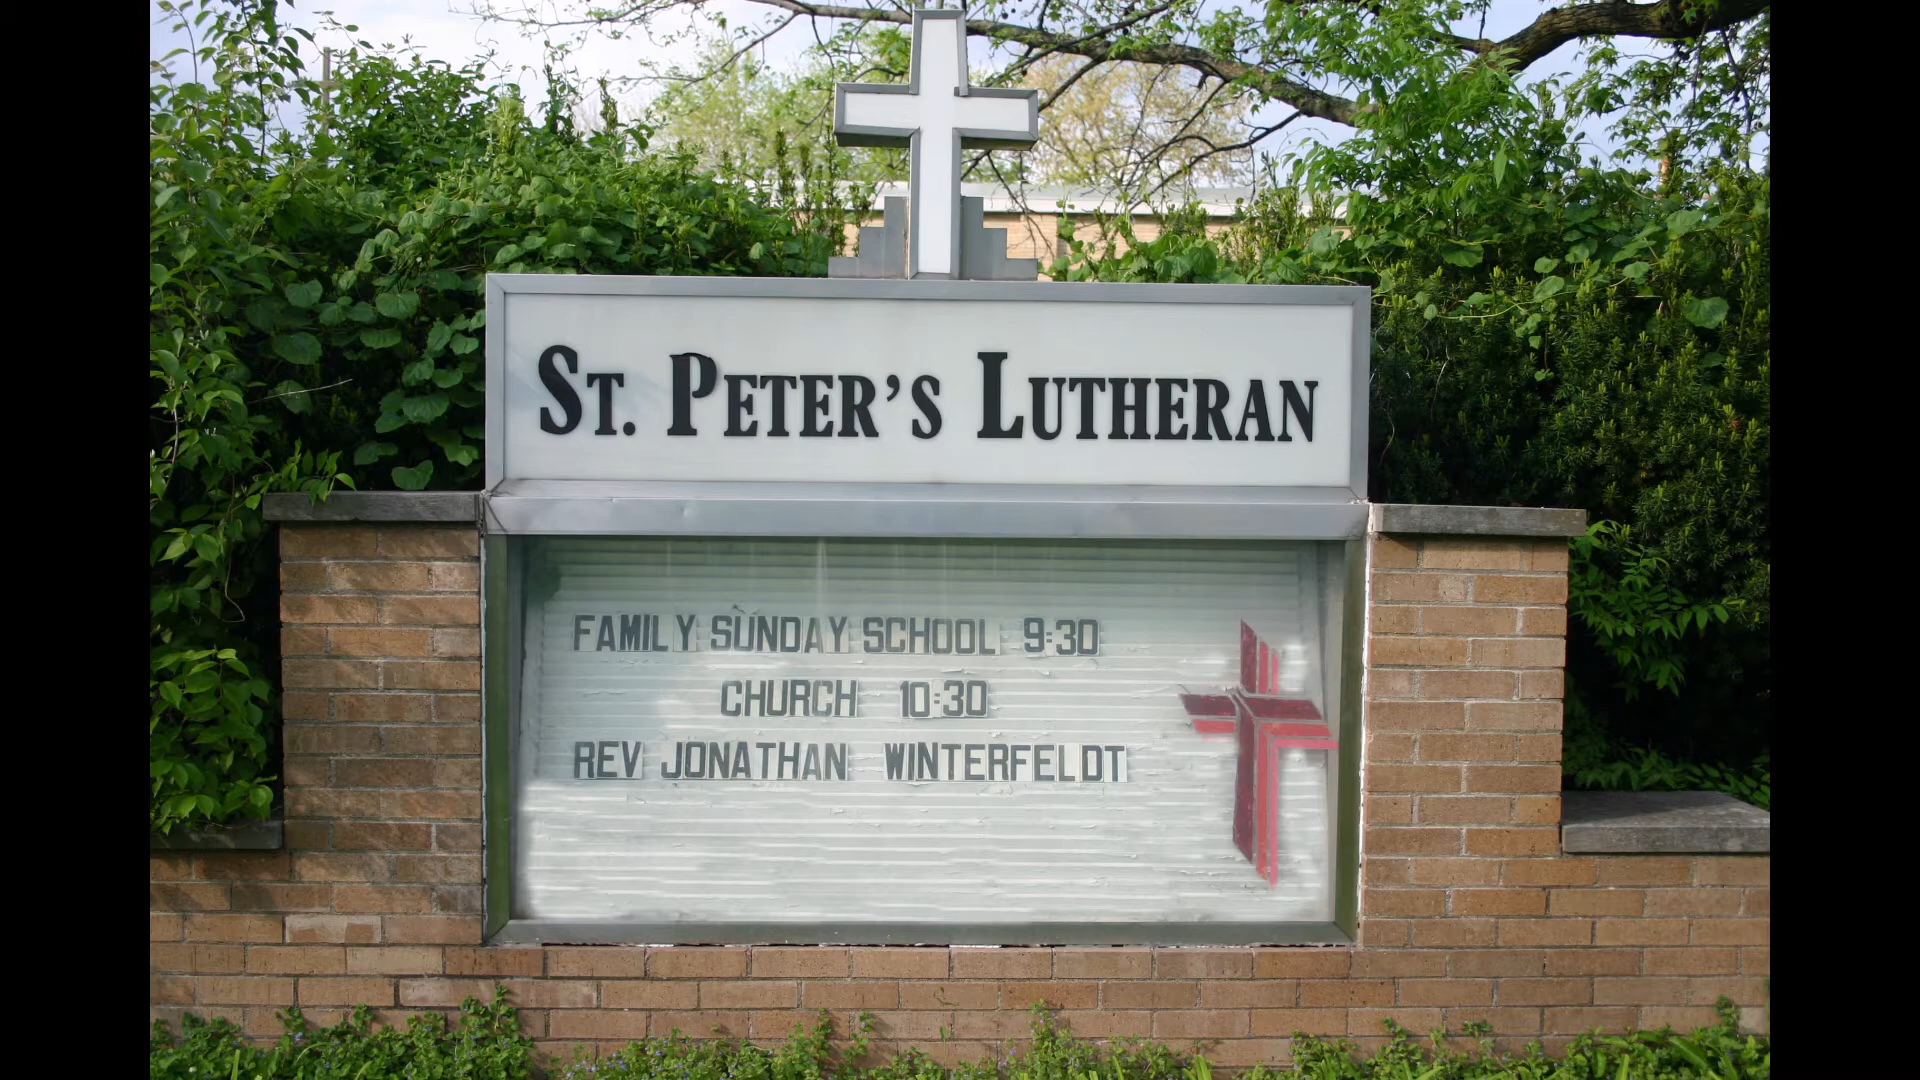 ST. PETER'S LUTHERAN
FAMILY SUNDAY SCHOOL 9:30
CHURCH 10:30
REV JONATHAN WINTERFELDT